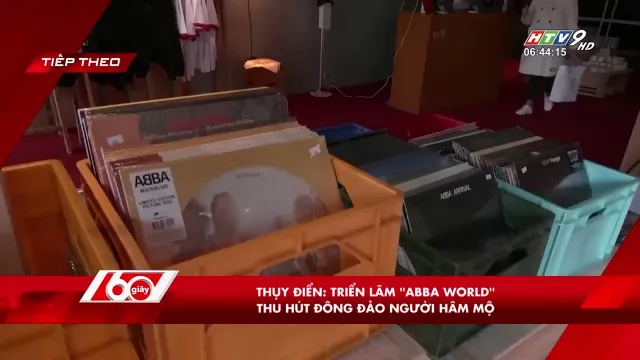 TIẾP THEO
HTV9 HD
06:44:15
ABBA
WATERLOO
LIMITED EDITION
PICTURE DISC
ABBA ARRIVAL
60 giây
THỤY ĐIỂN: TRIỂN LÃM "ABBA WORLD"
THU HÚT ĐÔNG ĐẢO NGƯỜI HÂM MỘ